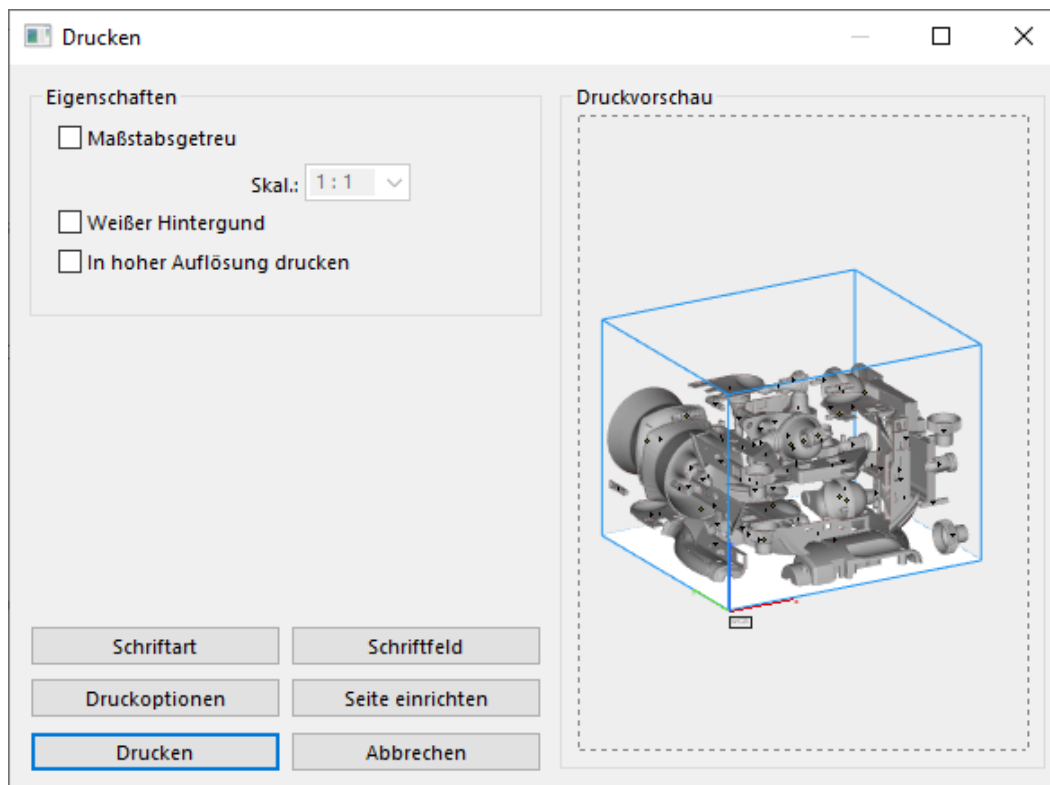 Drucken
Eigenschaften
Maßstabsgetreu
Skal.: 1 : 1
Weißer Hintergund
In hoher Auflösung drucken
Druckvorschau
Schriftart
Schriftfeld
Druckoptionen
Seite einrichten
Drucken
Abbrechen